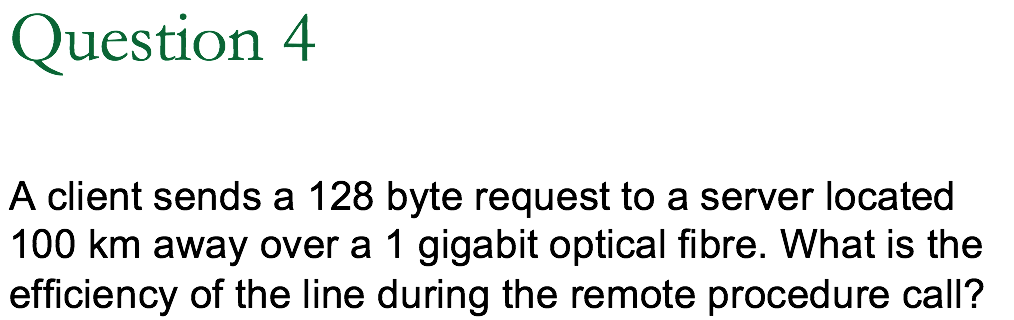 Question 4
A client sends a 128 byte request to a server located
100 km away over a 1 gigabit optical fibre. What is the
efficiency of the line during the remote procedure call?